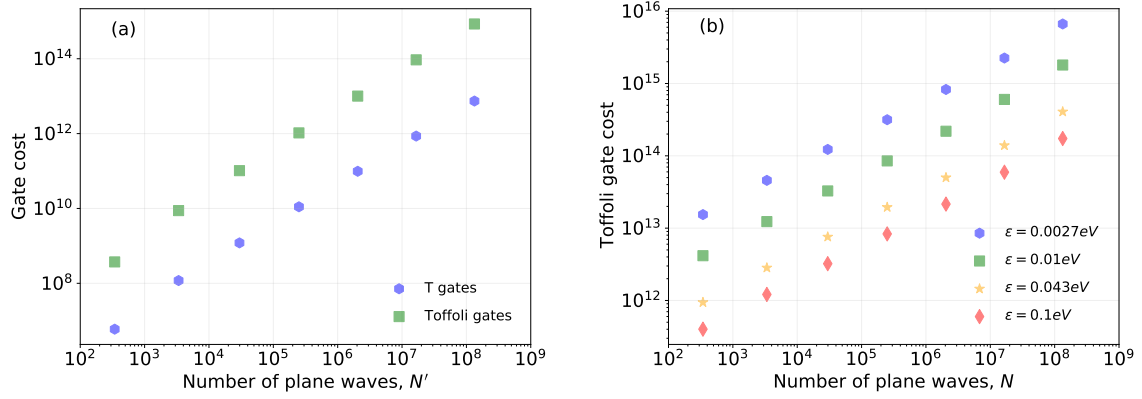 (a)
Gate cost
10^14
10^12
10^10
10^8
10^2 10^3 10^4 10^5 10^6 10^7 10^8 10^9
Number of plane waves, N′
T gates
Toffoli gates
(b)
Toffoli gate cost
10^16
10^15
10^14
10^13
10^12
10^2 10^3 10^4 10^5 10^6 10^7 10^8 10^9
Number of plane waves, N
ε = 0.0027eV
ε = 0.01eV
ε = 0.043eV
ε = 0.1eV